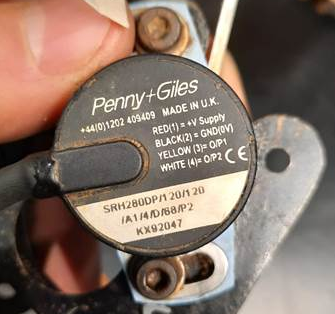 Penny+Giles
+44(0)1202 409409 MADE IN U.K.
RED(1) = +V Supply
BLACK(2) = GND(0V)
YELLOW (3)= O/P1
WHITE (4)= O/P2 CE
SRH280DP/120/120
/A1/4/D/68/P2
KX92047